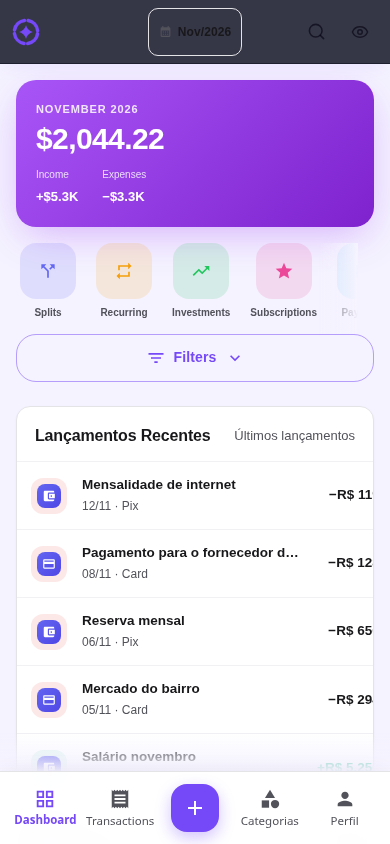 Nov/2026
NOVEMBER 2026
$2,044.22
Income Expenses
+$5.3K −$3.3K
Splits Recurring Investments Subscriptions
Filters
Lançamentos Recentes Últimos lançamentos
Mensalidade de internet −R$ 11
12/11 · Pix
Pagamento para o fornecedor d… −R$ 12
08/11 · Card
Reserva mensal −R$ 65
06/11 · Pix
Mercado do bairro −R$ 29
05/11 · Card
Salário novembro +R$ 5.25
Dashboard Transactions Categorias Perfil